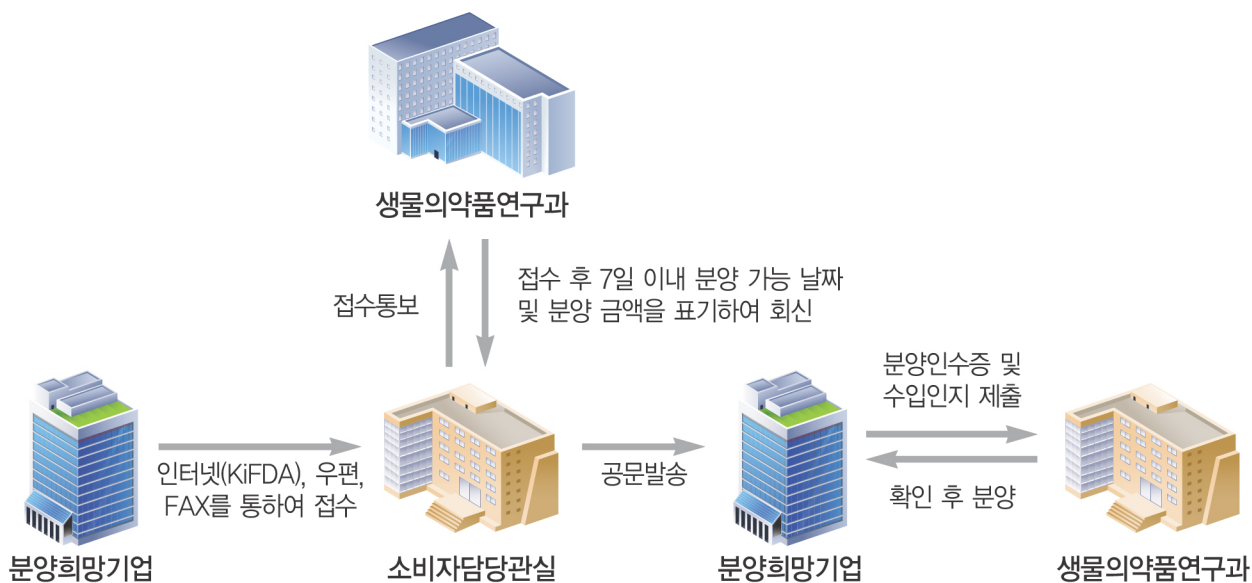 생물의약품연구과
접수통보
접수 후 7일 이내 분양 가능 날짜
및 분양 금액을 표기하여 회신
분양인수증 및
수입인지 제출
인터넷(KiFDA), 우편,
FAX를 통하여 접수
공문발송
확인 후 분양
분양희망기업
소비자담당관실
분양희망기업
생물의약품연구과